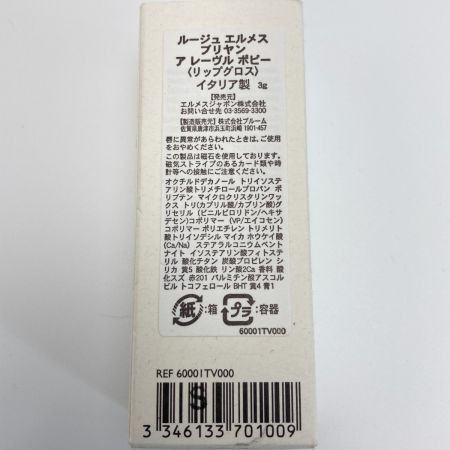 ルージュ エルメス
ブリヤン
ア レーヴル ポピー
〈リップグロス〉
イタリア製 3g
【発売元】
エルメスジャポン株式会社
お問い合せ先 03-3569-3300
【製造販売元】株式会社ブルーム
佐賀県唐津市浜玉町浜崎 1901-457
唇に異常があらわれたときは、ご使用
をおやめください。
この製品は磁石を使用しております。
磁気ストライプのあるカード類や時
計等への接触にご注意ください。
オクチルドデカノール トリイソステ
アリン酸トリメチロールプロパン ポ
リブテン マイクロクリスタリンワッ
クス トリ(カプリル酸/カプリン酸)グ
リセリル (ビニルピロリドン/ヘキサ
デセン)コポリマー (VP/エイコセン)
コポリマー ポリエチレン トリメリト
酸トリイソデシル マイカ ホウケイ酸
(Ca/Na) ステアラルコニウムベント
ナイト イソステアリン酸フィトステ
リル 酸化チタン 炭酸プロピレン シ
リカ 黄5 酸化鉄 リン酸2Ca 香料 酸
化スズ 赤201 パルミチン酸アスコル
ビル トコフェロール BHT 黄4 青1
紙 :箱 プラ :容器
60001TV000
REF 60001TV000
S
3 346133 701009